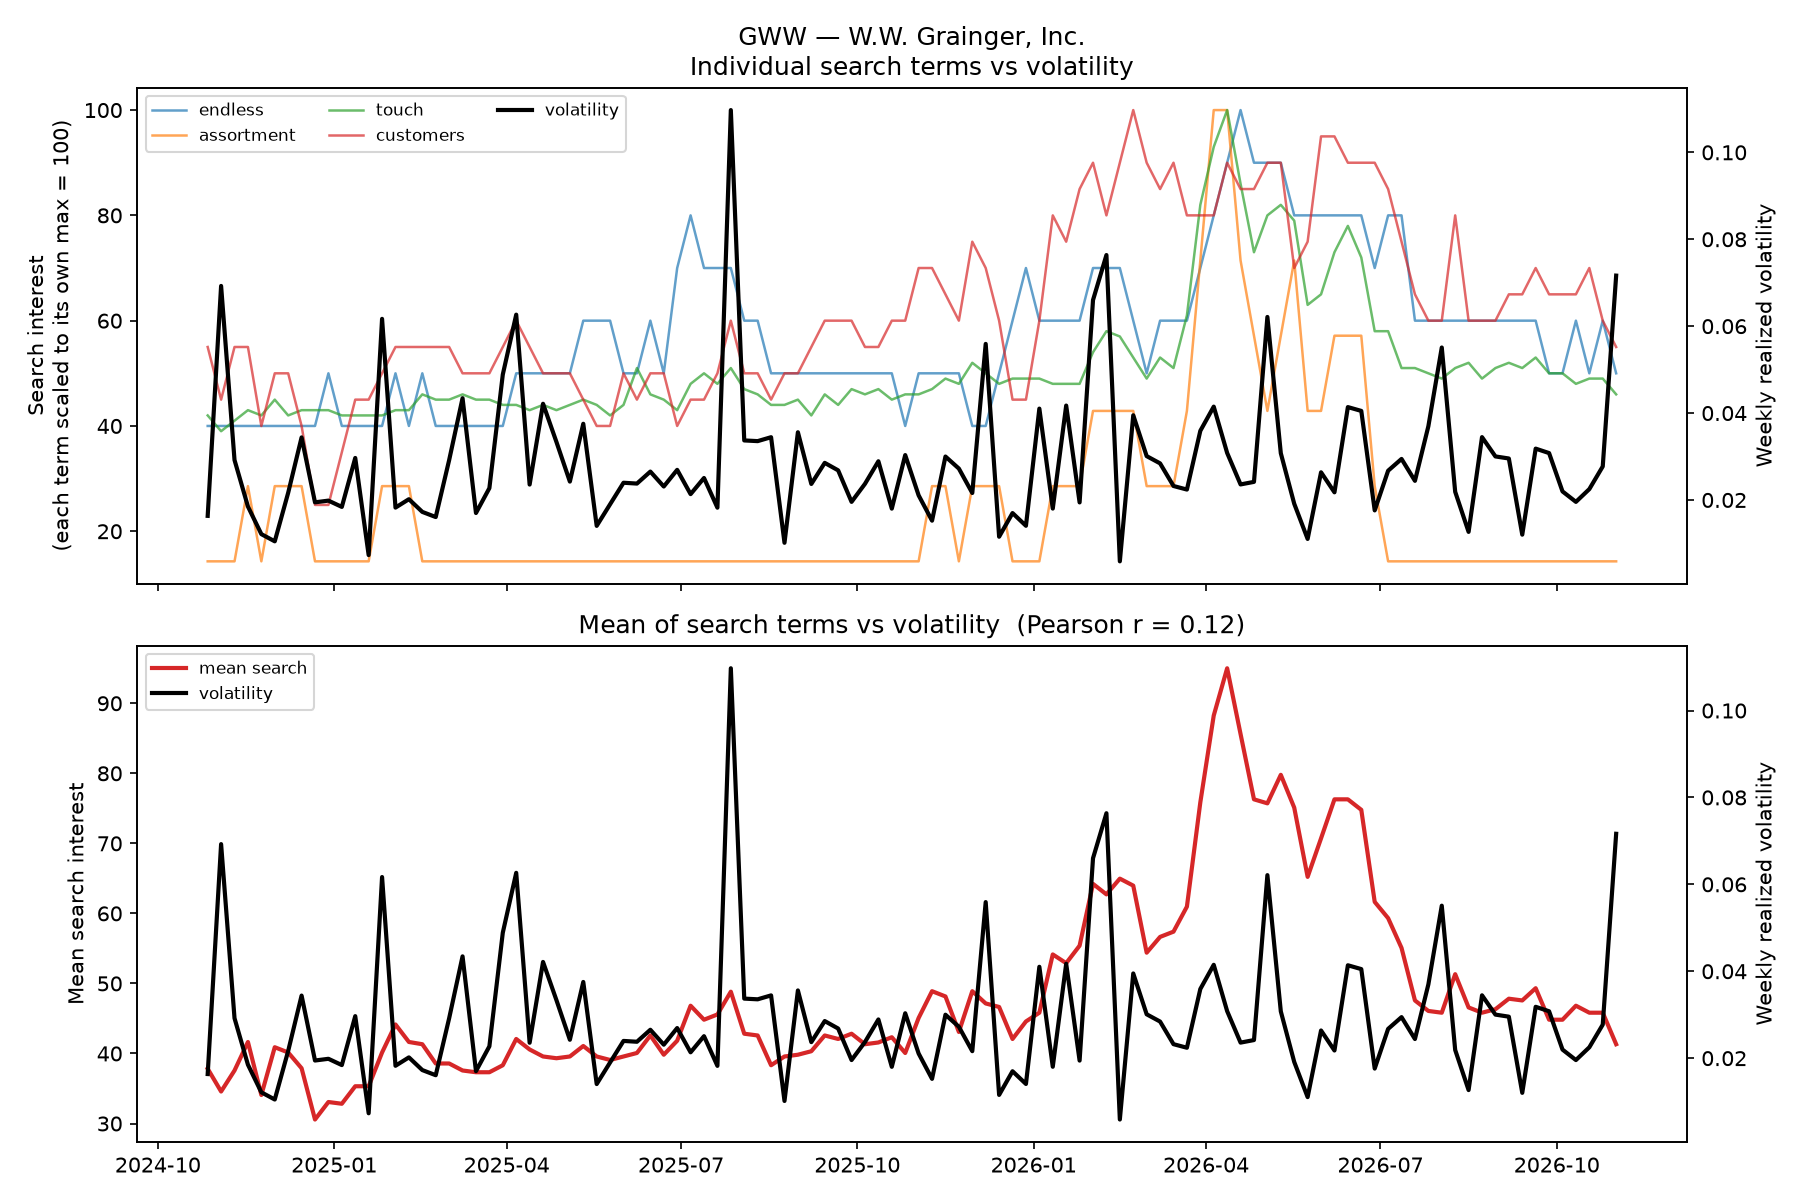 GWW — W.W. Grainger, Inc.
Individual search terms vs volatility
endless
assortment
touch
customers
volatility
100
80
60
40
20
Search interest
(each term scaled to its own max = 100)
0.10
0.08
0.06
0.04
0.02
Weekly realized volatility
Mean of search terms vs volatility  (Pearson r = 0.12)
mean search
volatility
90
80
70
60
50
40
30
Mean search interest
0.10
0.08
0.06
0.04
0.02
Weekly realized volatility
2024-10
2025-01
2025-04
2025-07
2025-10
2026-01
2026-04
2026-07
2026-10